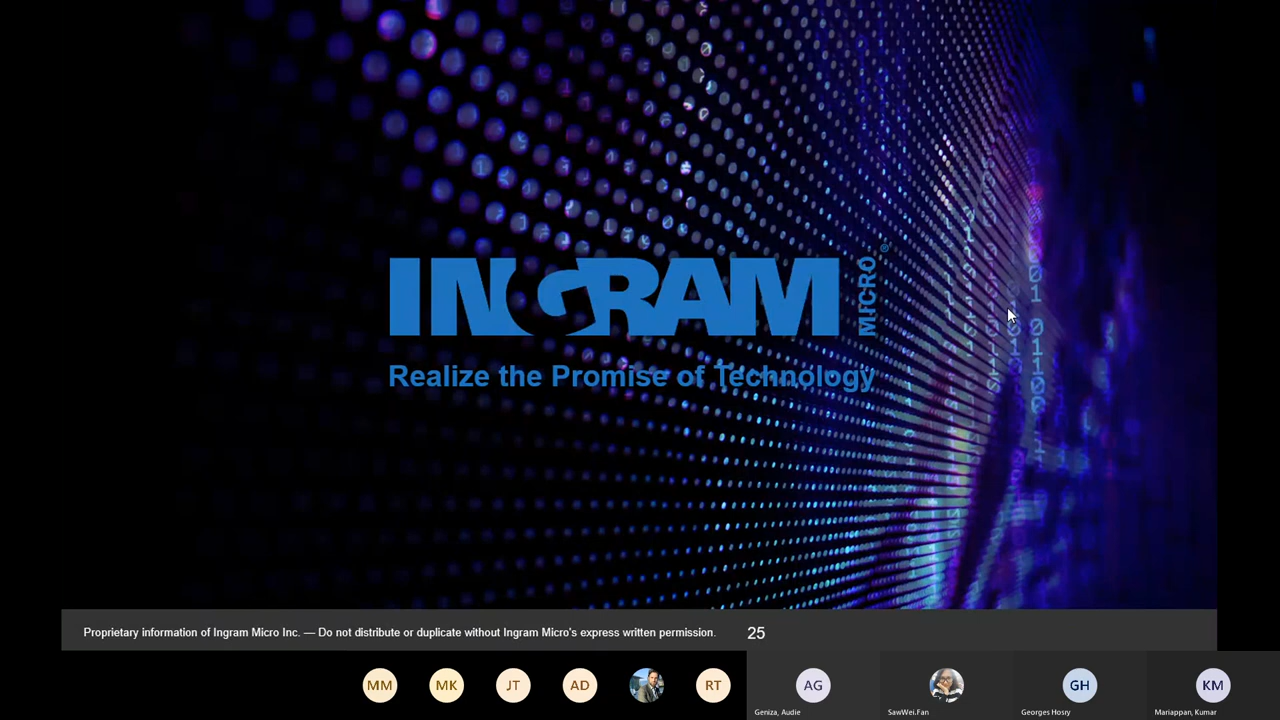 INGRAM
MICRO®
Realize the Promise of Technology
Proprietary information of Ingram Micro Inc. — Do not distribute or duplicate without Ingram Micro's express written permission.
25
MM
MK
JT
AD
RT
AG
GH
KM
Geniza, Audie
SawWei.Fan
Georges Hosry
Mariappan, Kumar